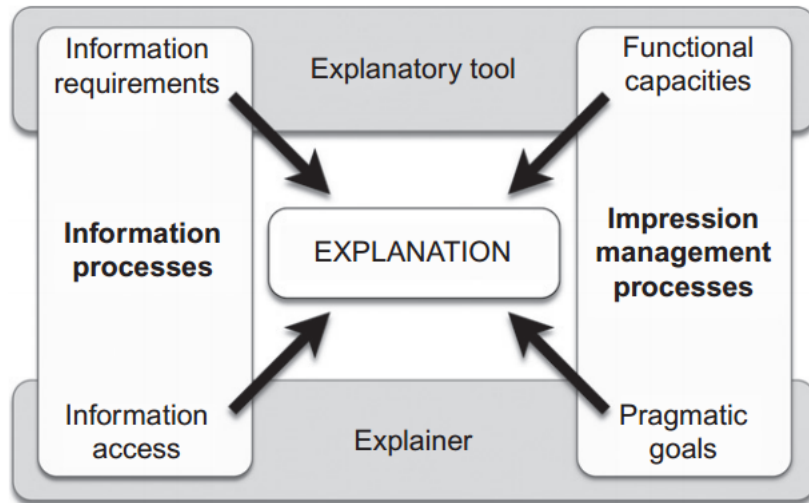 Information
requirements
Explanatory tool
Functional
capacities
Information
processes
EXPLANATION
Impression
management
processes
Information
access
Explainer
Pragmatic
goals